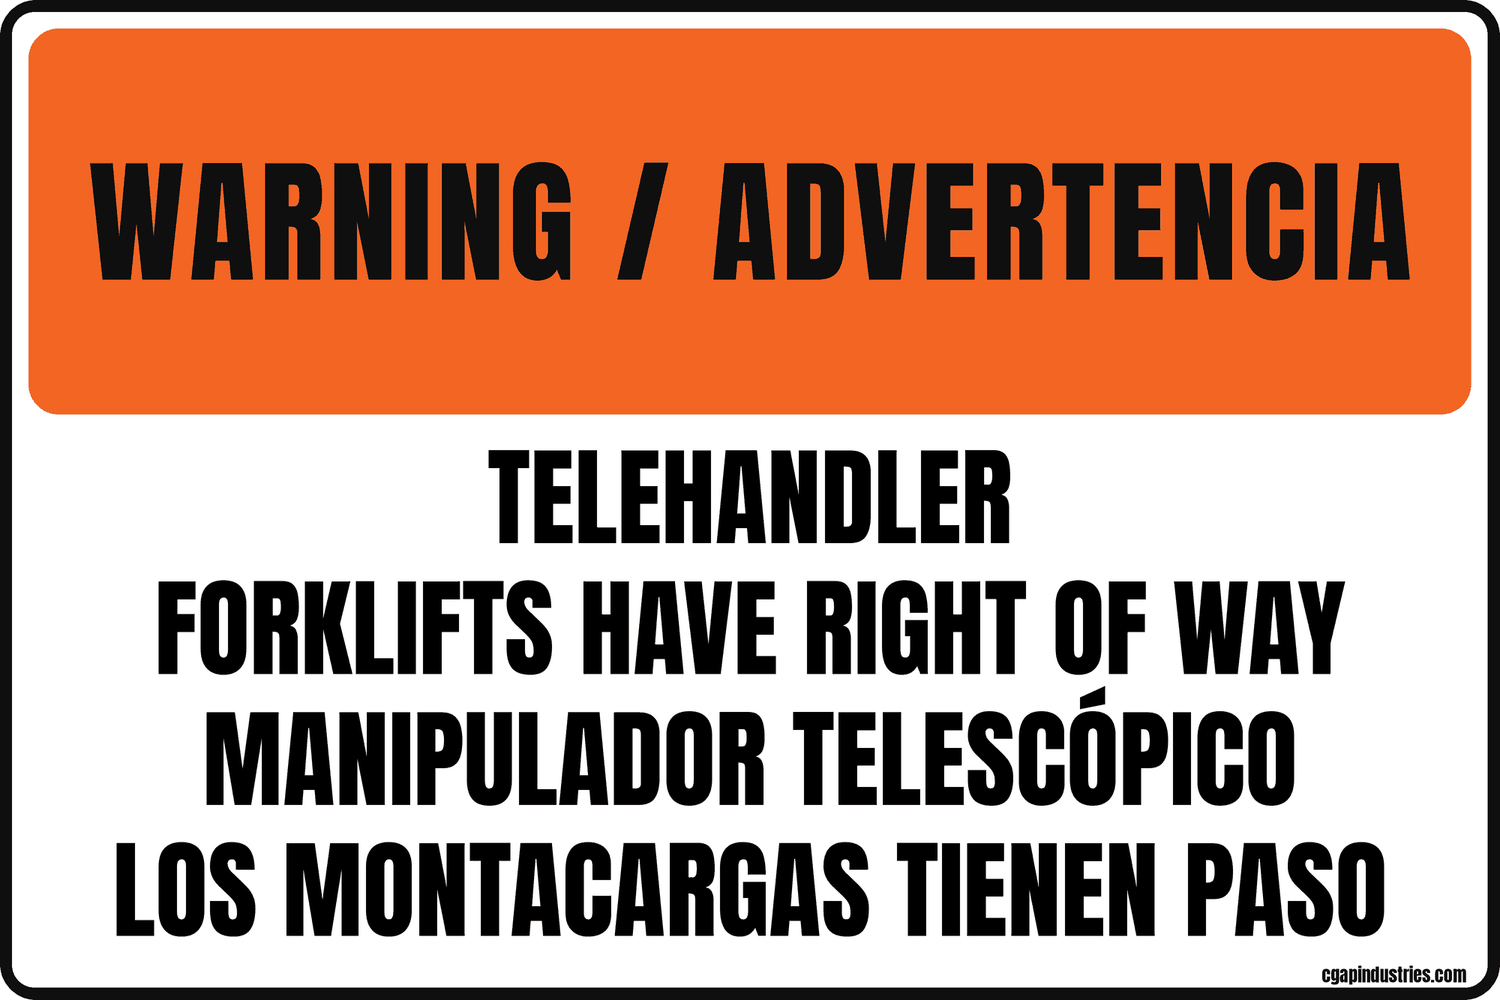 WARNING / ADVERTENCIA
TELEHANDLER
FORKLIFTS HAVE RIGHT OF WAY
MANIPULADOR TELESCÓPICO
LOS MONTACARGAS TIENEN PASO
cgapindustries.com